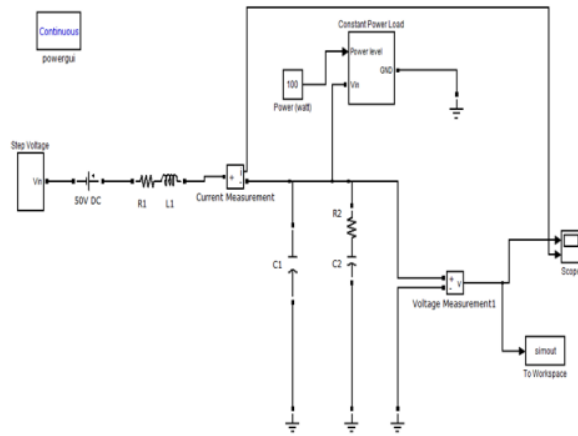 Continuous
powergui
Constant Power Load
Power level
GND
Vin
100
Power (watt)
Step Voltage
Vin
50V DC
R1
L1
+
i
-
Current Measurement
R2
C1
C2
+
-
v
Voltage Measurement1
Scope
simout
To Workspace